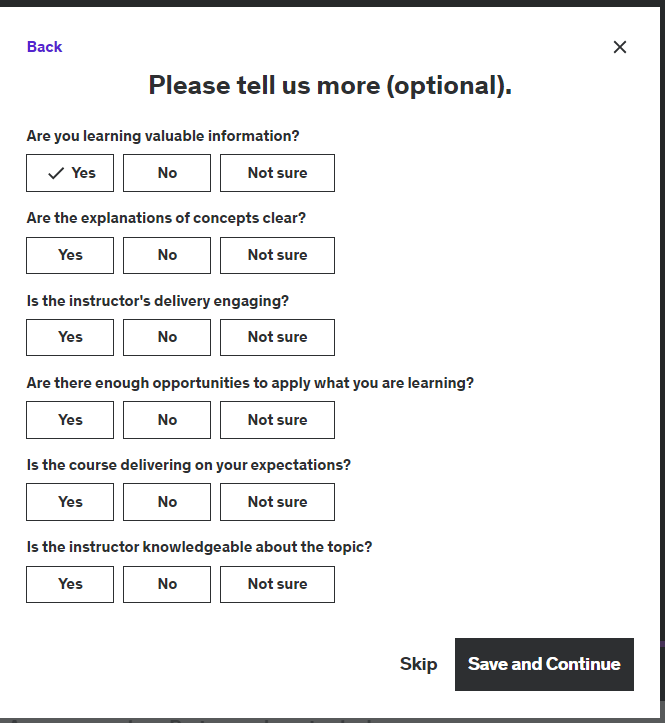 Back
Please tell us more (optional).
Are you learning valuable information?
Yes No Not sure
Are the explanations of concepts clear?
Yes No Not sure
Is the instructor's delivery engaging?
Yes No Not sure
Are there enough opportunities to apply what you are learning?
Yes No Not sure
Is the course delivering on your expectations?
Yes No Not sure
Is the instructor knowledgeable about the topic?
Yes No Not sure
Skip Save and Continue